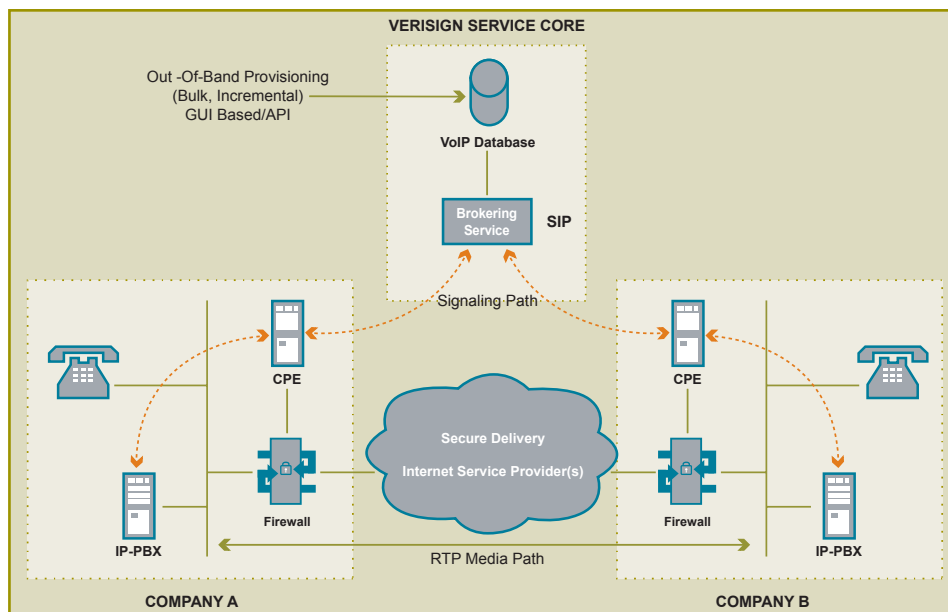 VERISIGN SERVICE CORE
Out -Of-Band Provisioning
(Bulk, Incremental)
GUI Based/API
VoIP Database
Brokering
Service
SIP
Signaling Path
CPE
CPE
Secure Delivery
Internet Service Provider(s)
Firewall
Firewall
IP-PBX
IP-PBX
RTP Media Path
COMPANY A
COMPANY B